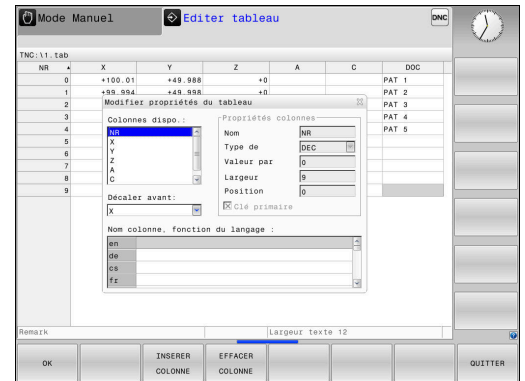 Mode Manuel
Editer tableau
DNC
TNC:\1.tab
NR X Y Z A C DOC
0 +100.01 +49.988 +0 PAT 1
1 +99.994 +49.998 +0 PAT 2
2 PAT 3
3 PAT 4
4 PAT 5
5
6
7
8
9
Modifier propriétés du tableau
Colonnes dispo.:
NR
X
Y
Z
A
C
Décaler avant:
X
Propriétés colonnes
Nom NR
Type de DEC
Valeur par 0
Largeur 9
Position 0
Clé primaire
Nom colonne, fonction du langage :
en
de
cs
fr
Remark Largeur texte 12
OK
INSERER COLONNE
EFFACER COLONNE
QUITTER